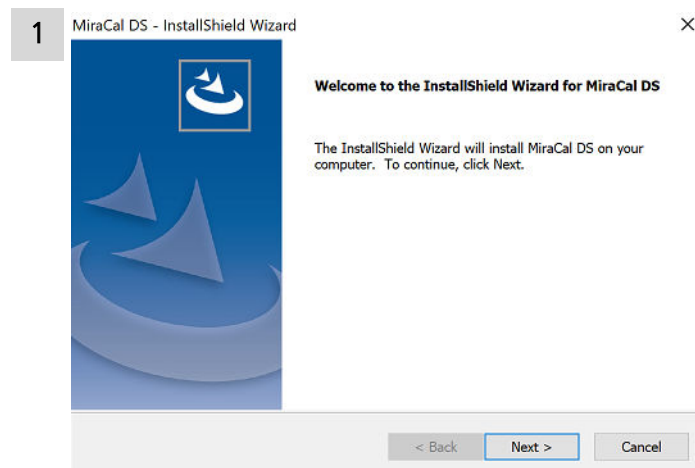 1
MiraCal DS - InstallShield Wizard
Welcome to the InstallShield Wizard for MiraCal DS
The InstallShield Wizard will install MiraCal DS on your
computer. To continue, click Next.
< Back
Next >
Cancel